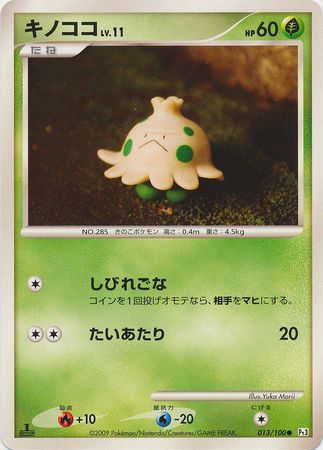 キノココ LV.11 HP 60
たね
NO.285 きのこポケモン 高さ:0.4m 重さ:4.5kg
しびれごな
コインを1回投げオモテなら、相手をマヒにする。
たいあたり 20
Illus.Yuka Morii
弱点 抵抗力 にげる
+10 -20
1
©2009 Pokémon/Nintendo/Creatures/GAME FREAK. 013/100 Pt3